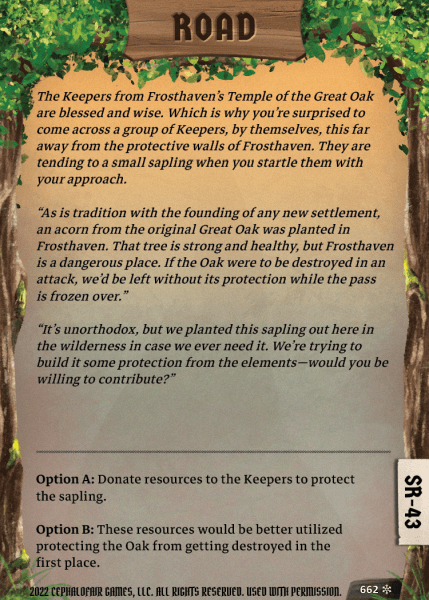 ROAD
The Keepers from Frosthaven's Temple of the Great Oak
are blessed and wise. Which is why you're surprised to
come across a group of Keepers, by themselves, this far
away from the protective walls of Frosthaven. They are
tending to a small sapling when you startle them with
your approach.
“As is tradition with the founding of any new settlement,
an acorn from the original Great Oak was planted in
Frosthaven. That tree is strong and healthy, but Frosthaven
is a dangerous place. If the Oak were to be destroyed in an
attack, we'd be left without its protection while the pass
is frozen over.”
“It's unorthodox, but we planted this sapling out here in
the wilderness in case we ever need it. We're trying to
build it some protection from the elements—would you be
willing to contribute?”
Option A: Donate resources to the Keepers to protect
the sapling.
Option B: These resources would be better utilized
protecting the Oak from getting destroyed in the
first place.
SR-43
2022 CEPHALOFAIR GAMES, LLC. ALL RIGHTS RESERVED. USED WITH PERMISSION.
662